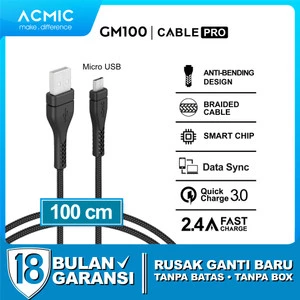 ACMIC
make . difference
GM100 | CABLE PRO
Micro USB
ANTI-BENDING
DESIGN
BRAIDED
CABLE
SMART CHIP
Data Sync
Quick
Charge 3.0
2.4A FAST
CHARGE
100 cm
18 BULAN
GARANSI
RUSAK GANTI BARU
TANPA BATAS • TANPA BOX